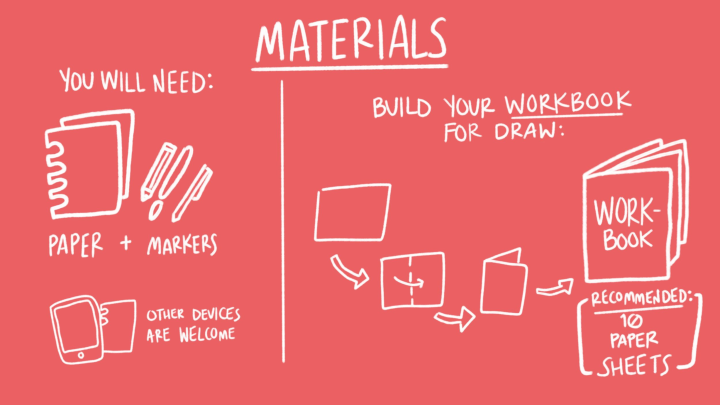 MATERIALS
YOU WILL NEED:
PAPER + MARKERS
OTHER DEVICES
ARE WELCOME
BUILD YOUR WORKBOOK
FOR DRAW:
WORK-
BOOK
RECOMMENDED:
10
PAPER
SHEETS